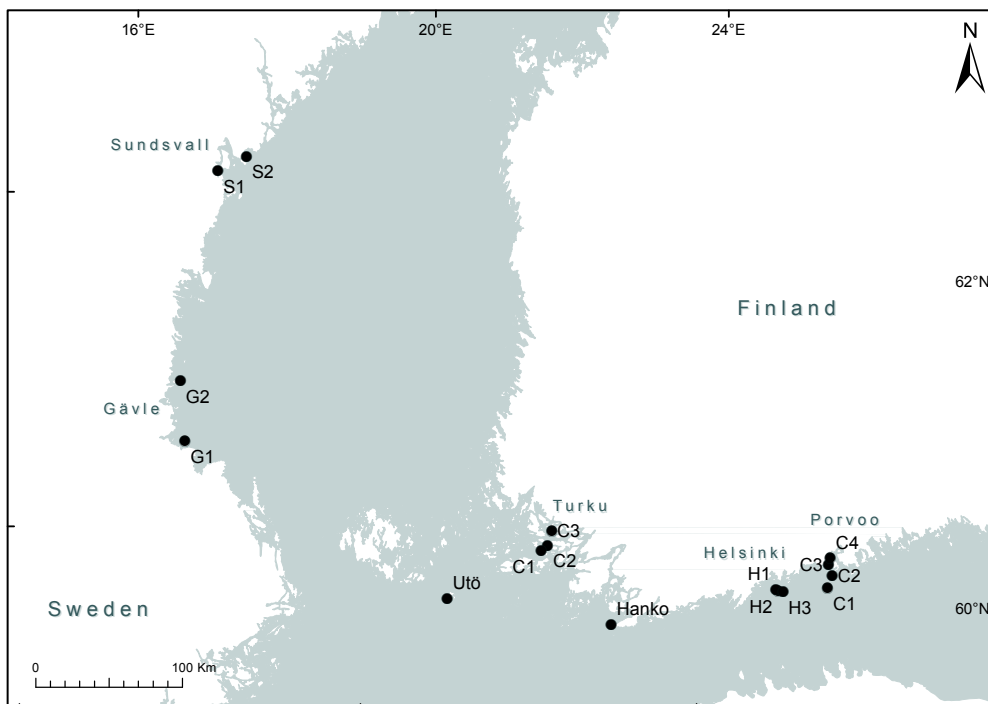 16°E 20°E 24°E
N
Sundsvall
S2
S1
62°N
Finland
G2
Gävle
G1
Turku
C3
Porvoo
C4
Helsinki
C3
C1 C2
H1
C2
Utö
H2 H3
C1
Hanko
Sweden
60°N
0 100 Km